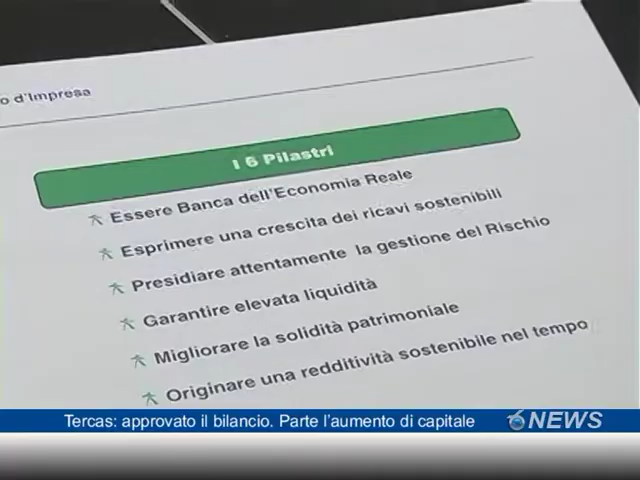 o d'Impresa
I 6 Pilastri
Essere Banca dell'Economia Reale
Esprimere una crescita dei ricavi sostenibili
Presidiare attentamente la gestione del Rischio
Garantire elevata liquidità
Migliorare la solidità patrimoniale
Originare una redditività sostenibile nel tempo
Tercas: approvato il bilancio. Parte l'aumento di capitale
6 NEWS